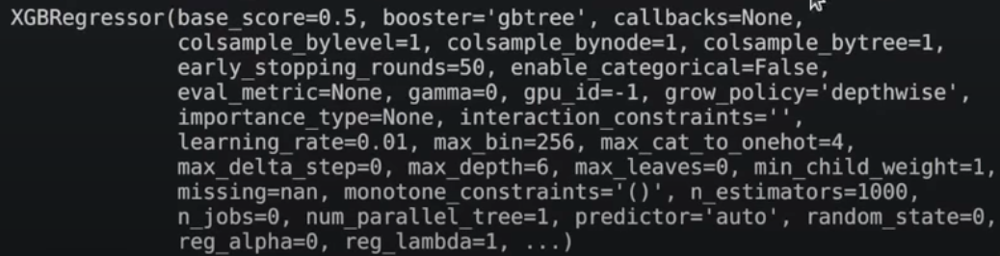 XGBRegressor(base_score=0.5, booster='gbtree', callbacks=None,
colsample_bylevel=1, colsample_bynode=1, colsample_bytree=1,
early_stopping_rounds=50, enable_categorical=False,
eval_metric=None, gamma=0, gpu_id=-1, grow_policy='depthwise',
importance_type=None, interaction_constraints='',
learning_rate=0.01, max_bin=256, max_cat_to_onehot=4,
max_delta_step=0, max_depth=6, max_leaves=0, min_child_weight=1,
missing=nan, monotone_constraints='()', n_estimators=1000,
n_jobs=0, num_parallel_tree=1, predictor='auto', random_state=0,
reg_alpha=0, reg_lambda=1, ...)